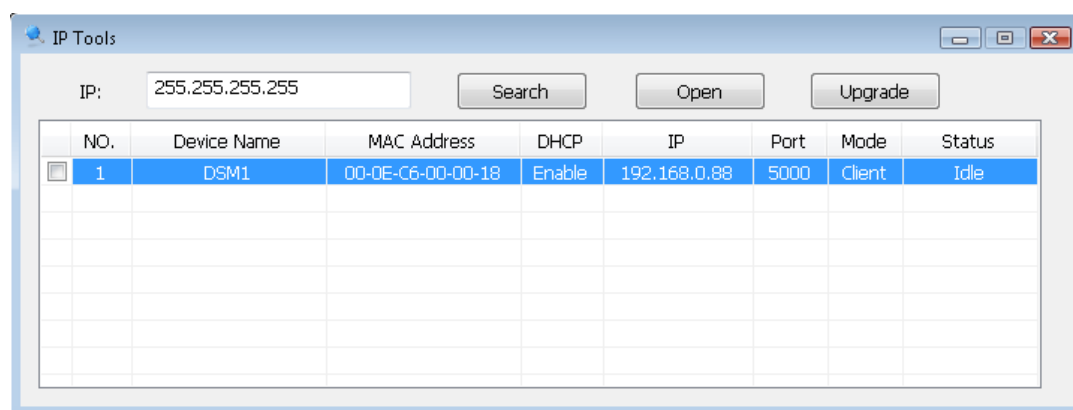 IP Tools
IP: 255.255.255.255 Search Open Upgrade
NO. Device Name MAC Address DHCP IP Port Mode Status
1 DSM1 00-0E-C6-00-00-18 Enable 192.168.0.88 5000 Client Idle